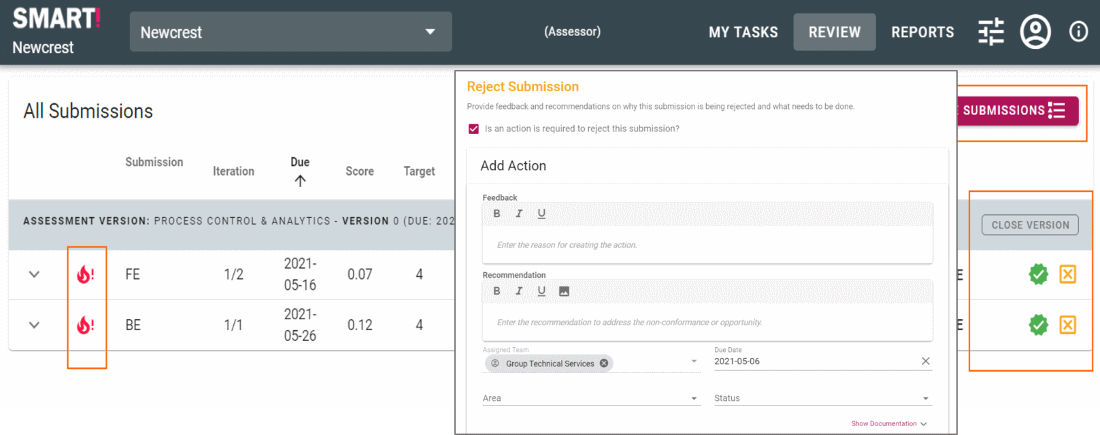 SMART!
Newcrest
Newcrest
(Assessor)
MY TASKS
REVIEW
REPORTS
All Submissions
SUBMISSIONS
Submission
Iteration
Due
Score
Target
ASSESSMENT VERSION: PROCESS CONTROL & ANALYTICS - VERSION 0 (DUE: 202
CLOSE VERSION
FE
1/2
2021-
05-16
0.07
4
E
BE
1/1
2021-
05-26
0.12
4
E
Reject Submission
Provide feedback and recommendations on why this submission is being rejected and what needs to be done.
Is an action is required to reject this submission?
Add Action
Feedback
B I U
Enter the reason for creating the action.
Recommendation
B I U
Enter the recommendation to address the non-conformance or opportunity.
Assigned Team
Group Technical Services
Due Date
2021-05-06
Area
Status
Show Documentation